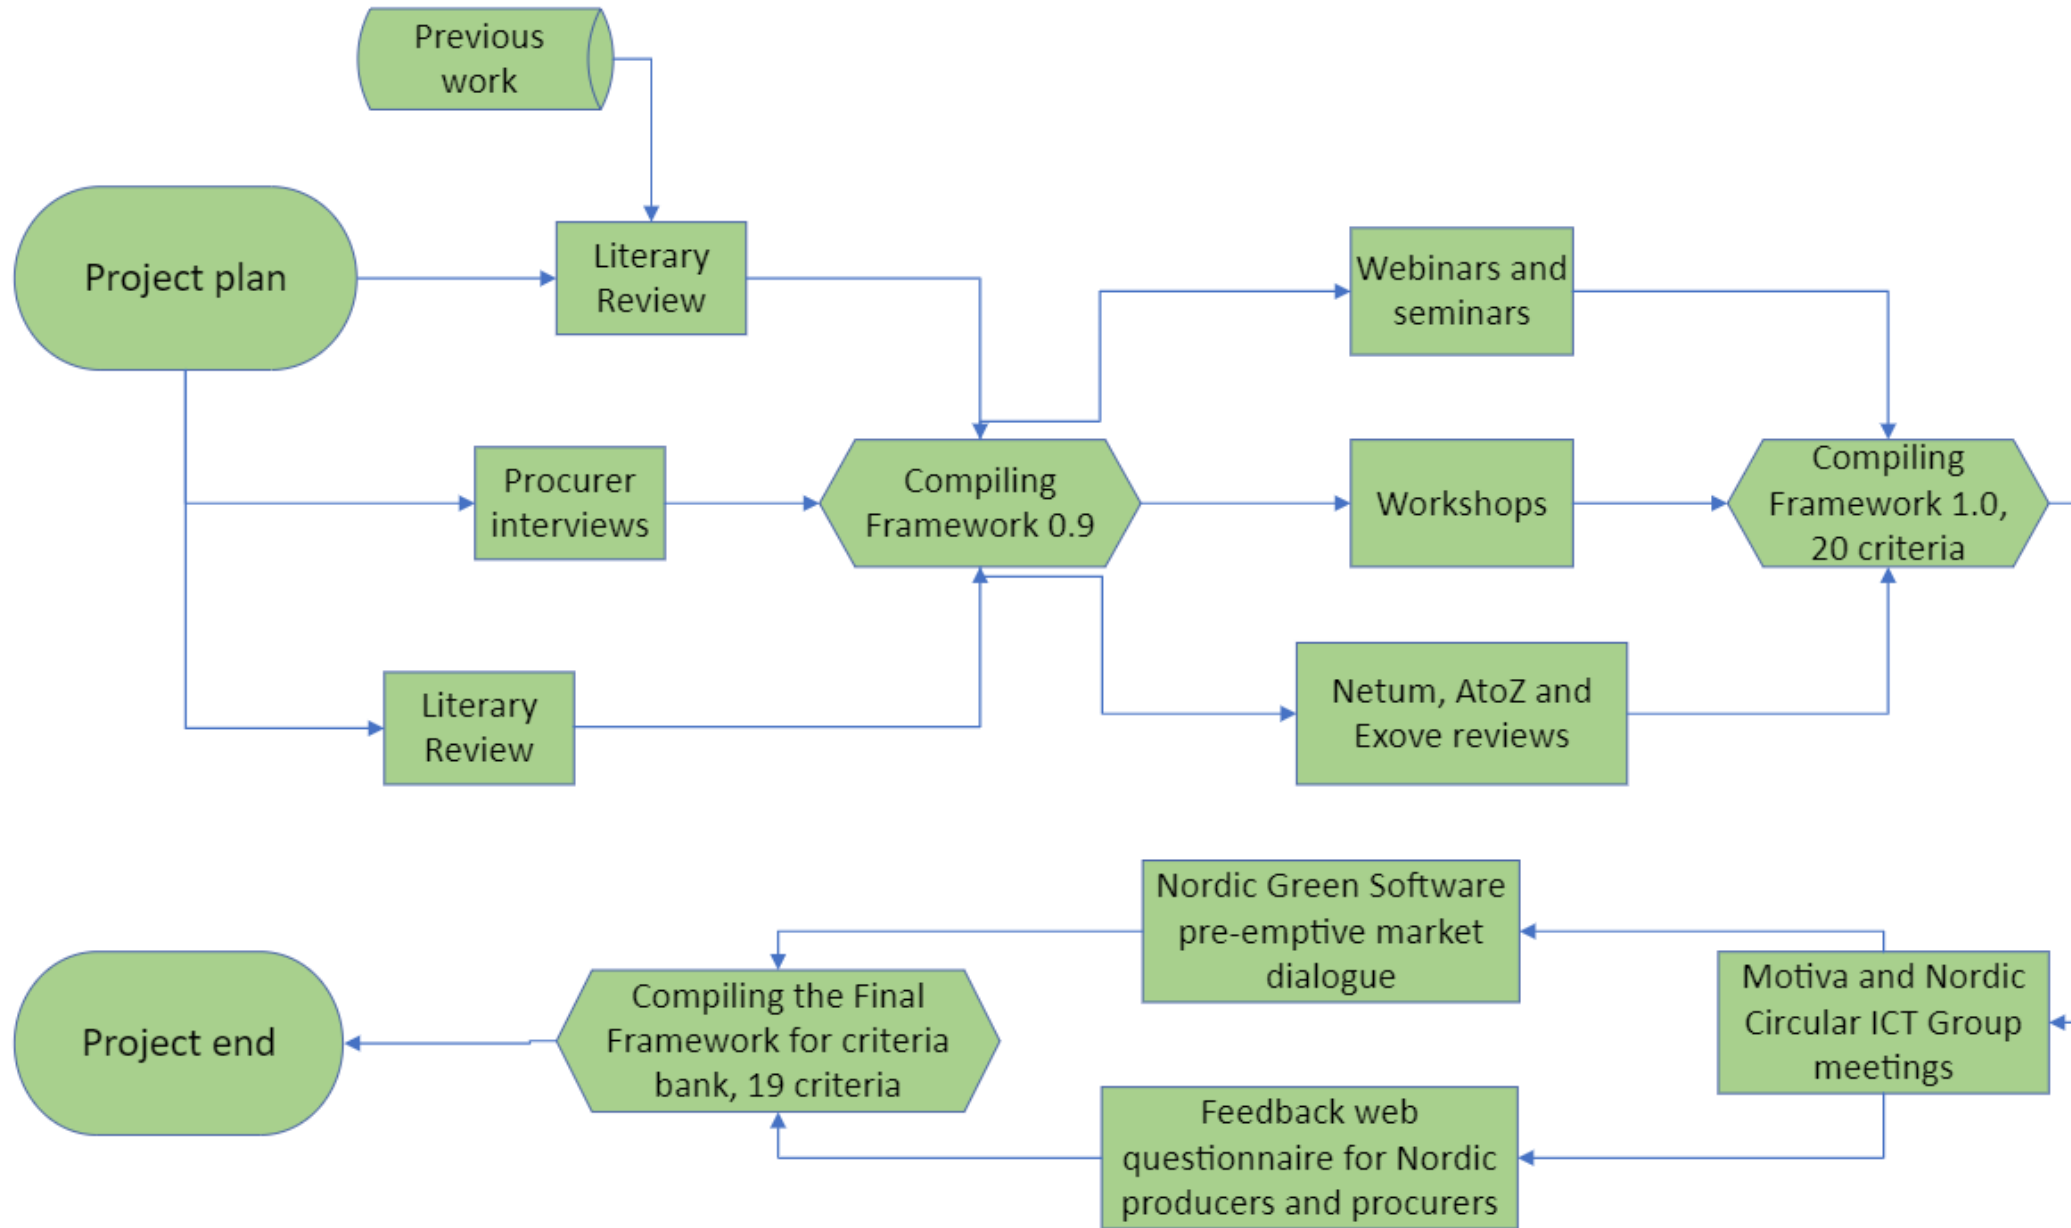 Previous
work
Project plan
Literary
Review
Webinars and
seminars
Procurer
interviews
Compiling
Framework 0.9
Workshops
Compiling
Framework 1.0,
20 criteria
Literary
Review
Netum, AtoZ and
Exove reviews
Nordic Green Software
pre-emptive market
dialogue
Motiva and Nordic
Circular ICT Group
meetings
Compiling the Final
Framework for criteria
bank, 19 criteria
Project end
Feedback web
questionnaire for Nordic
producers and procurers